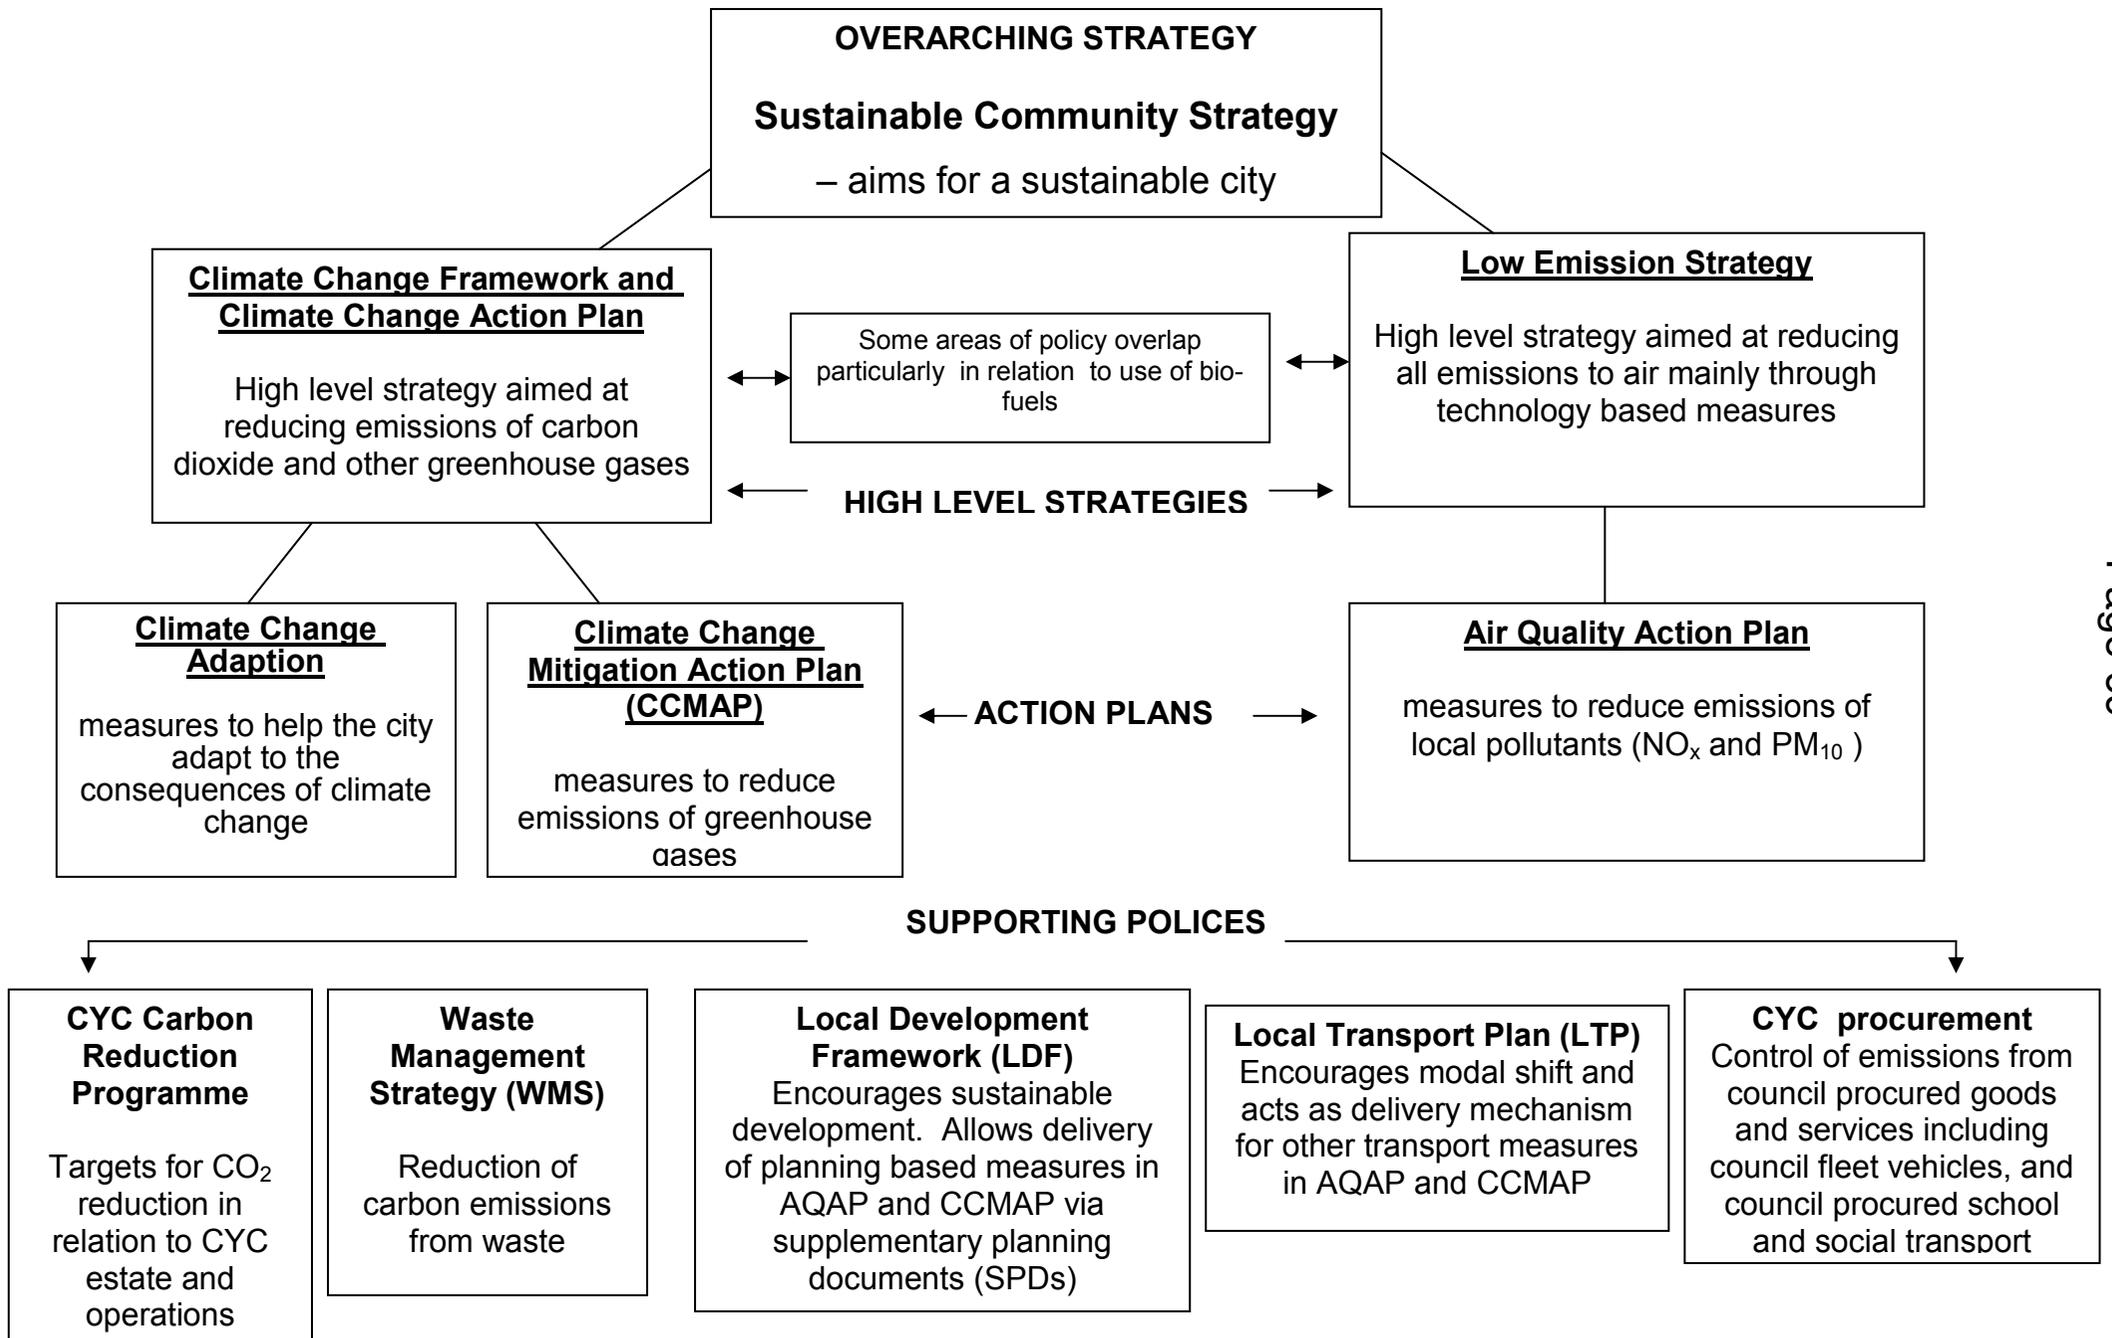 OVERARCHING STRATEGY
Sustainable Community Strategy
– aims for a sustainable city
Climate Change Framework and
Climate Change Action Plan
High level strategy aimed at
reducing emissions of carbon
dioxide and other greenhouse gases
Some areas of policy overlap
particularly in relation to use of bio-
fuels
Low Emission Strategy
High level strategy aimed at reducing
all emissions to air mainly through
technology based measures
HIGH LEVEL STRATEGIES
Climate Change
Adaption
measures to help the city
adapt to the
consequences of climate
change
Climate Change
Mitigation Action Plan
(CCMAP)
measures to reduce
emissions of greenhouse
gases
ACTION PLANS
Air Quality Action Plan
measures to reduce emissions of
local pollutants (NOx and PM10 )
SUPPORTING POLICES
CYC Carbon
Reduction
Programme
Targets for CO2
reduction in
relation to CYC
estate and
operations
Waste
Management
Strategy (WMS)
Reduction of
carbon emissions
from waste
Local Development
Framework (LDF)
Encourages sustainable
development. Allows delivery
of planning based measures in
AQAP and CCMAP via
supplementary planning
documents (SPDs)
Local Transport Plan (LTP)
Encourages modal shift and
acts as delivery mechanism
for other transport measures
in AQAP and CCMAP
CYC procurement
Control of emissions from
council procured goods
and services including
council fleet vehicles, and
council procured school
and social transport